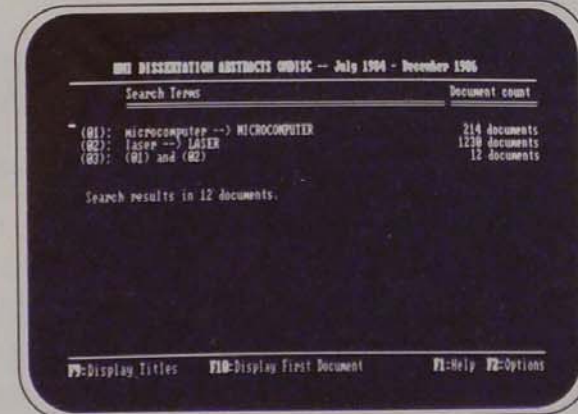 UMI DISSERTATION ABSTRACTS ONDISC -- July 1984 - December 1986
Search Terms Document count
(01): microcomputer --) MICROCOMPUTER 214 documents
(02): laser --) LASER 1230 documents
(03): (01) and (02) 12 documents
Search results in 12 documents.
F9=Display Titles F10=Display First Document F1=Help F2=Options